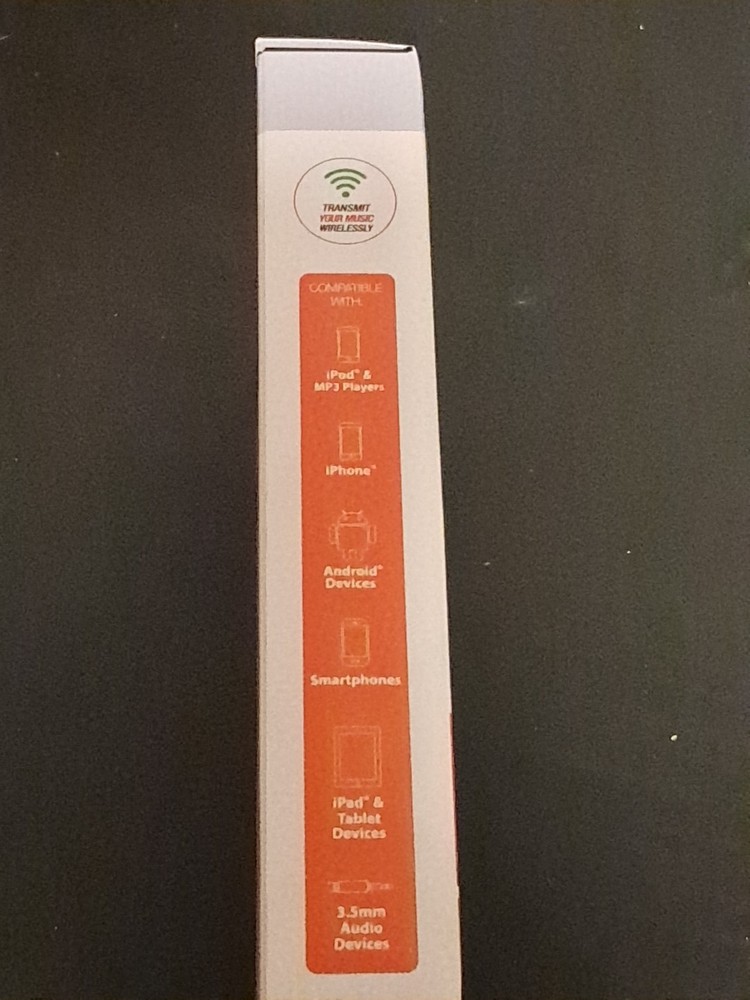 TRANSMIT
YOUR MUSIC
WIRELESSLY
COMPATIBLE
WITH:
iPod® &
MP3 Players
iPhone®
Android®
Devices
Smartphones
iPad® &
Tablet
Devices
3.5mm
Audio
Devices